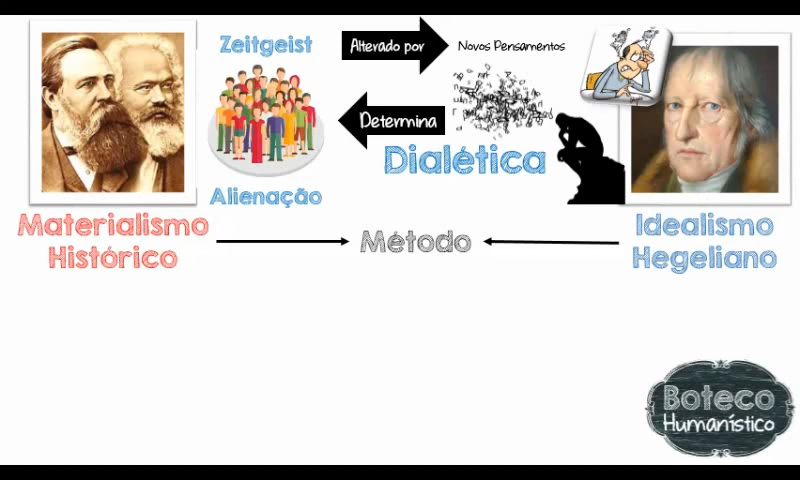 Zeitgeist
Alterado por
Novos Pensamentos
Determina
Dialética
Alienação
Materialismo
Histórico
Método
Idealismo
Hegeliano
Boteco
Humanístico